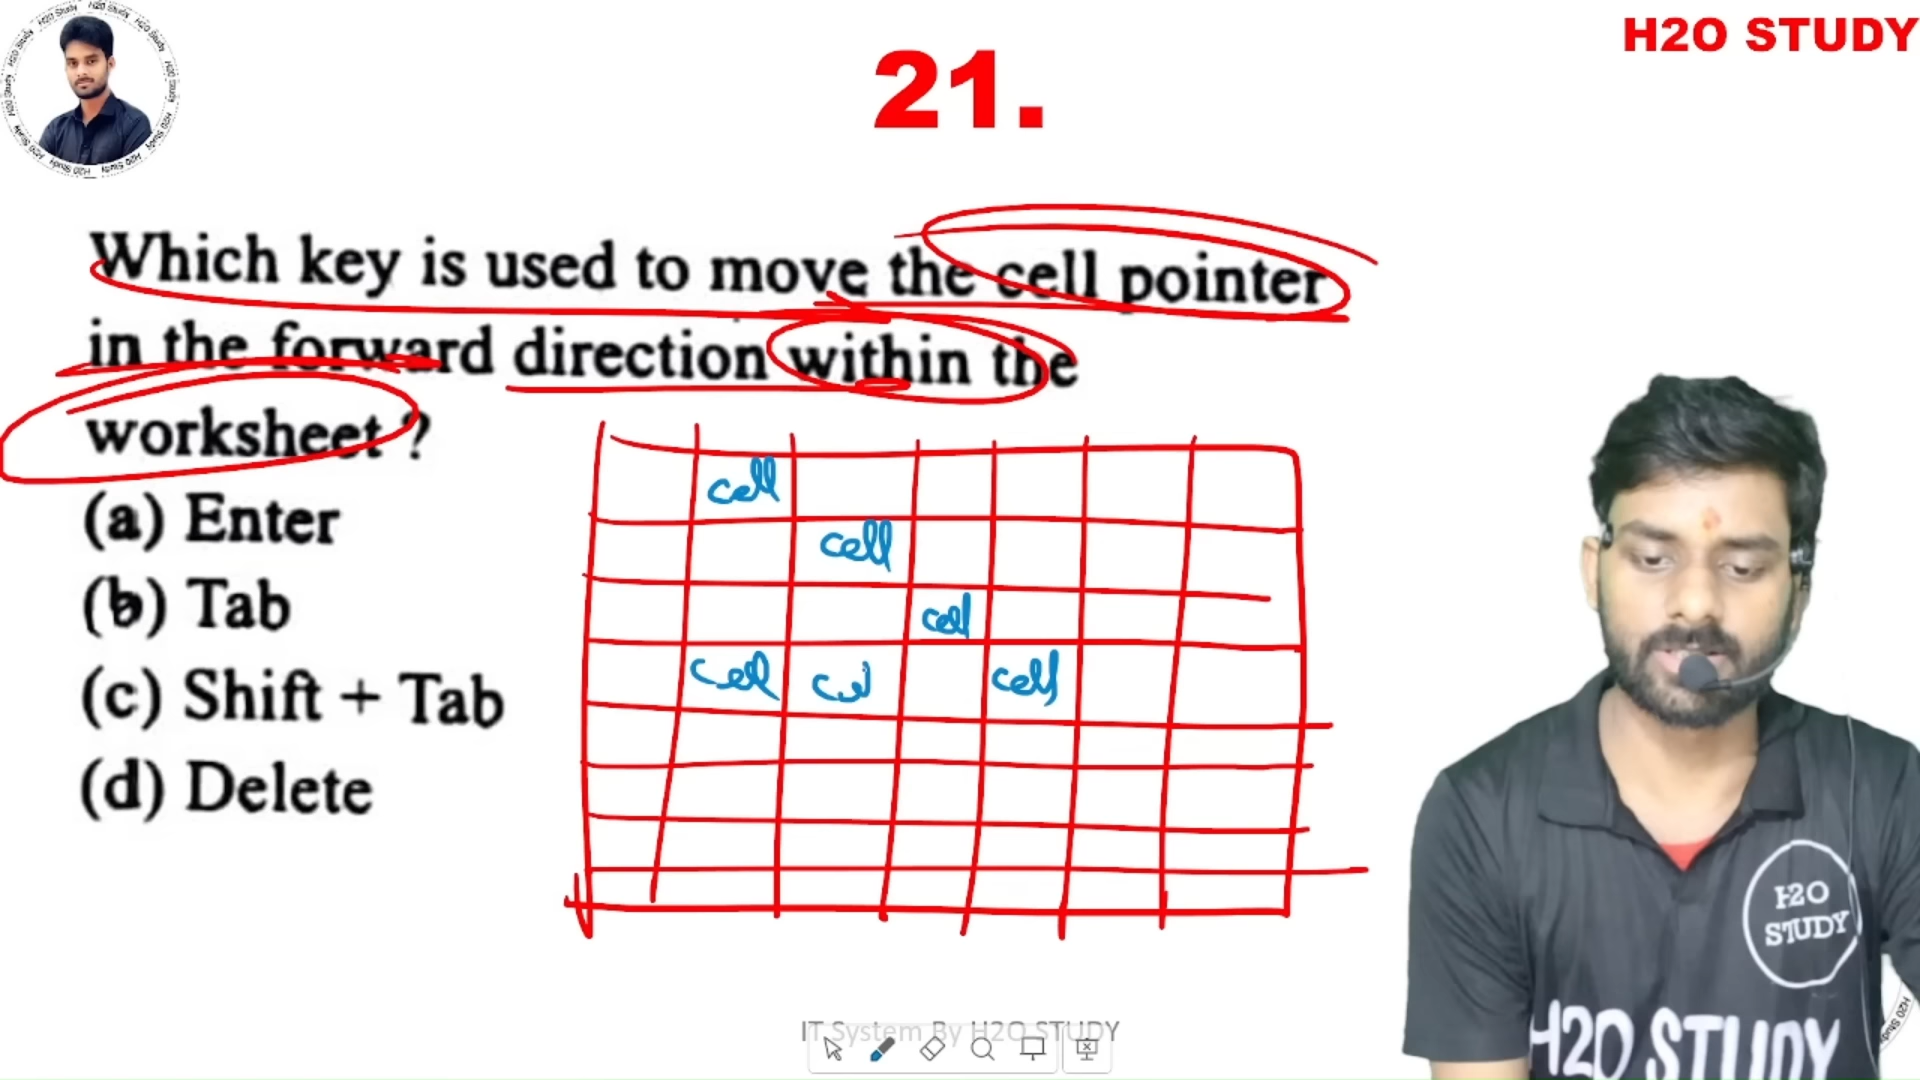 H2O STUDY
21.
Which key is used to move the cell pointer
in the forward direction within the
worksheet ?
(a) Enter
(b) Tab
(c) Shift + Tab
(d) Delete
cell
cell
cell
cell
cell
H2O
STUDY
H2O STUDY
IT System By H2O STUDY